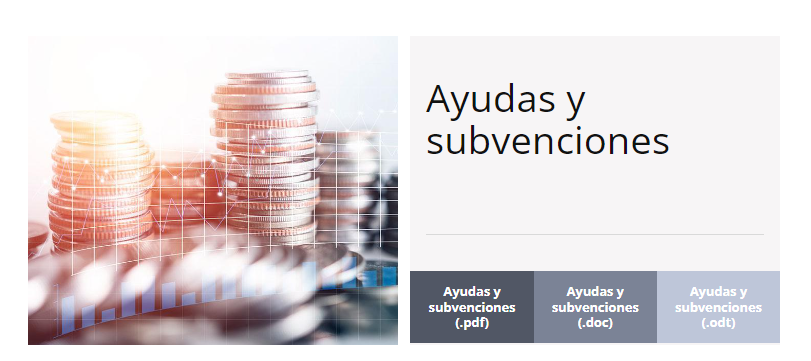 Ayudas y
subvenciones
Ayudas y
subvenciones
(.pdf)
Ayudas y
subvenciones
(.doc)
Ayudas y
subvenciones
(.odt)